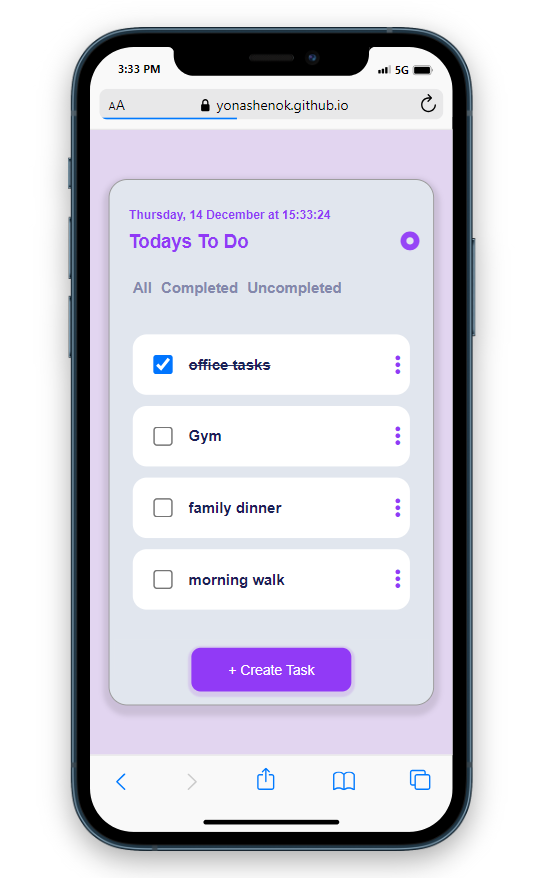 3:33 PM 5G
AA yonashenok.github.io
Thursday, 14 December at 15:33:24
Todays To Do
All Completed Uncompleted
office tasks
Gym
family dinner
morning walk
+ Create Task